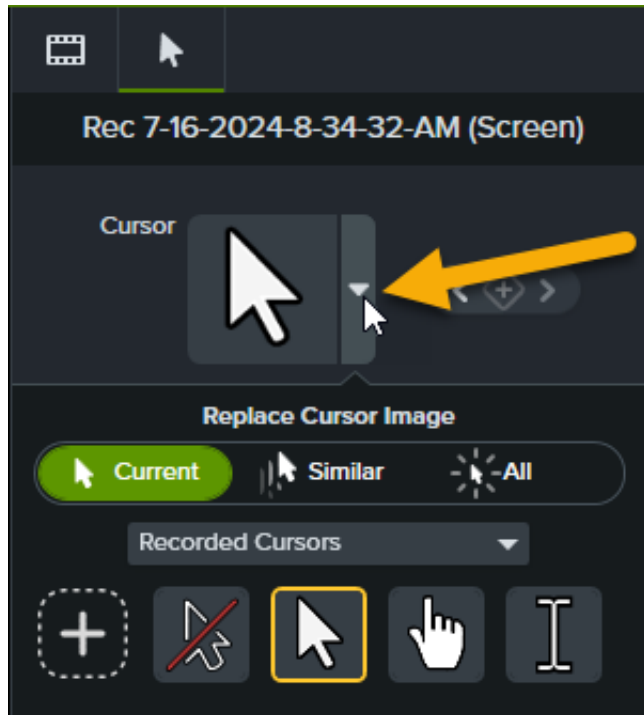 Rec 7-16-2024-8-34-32-AM (Screen)
Cursor
Replace Cursor Image
Current Similar All
Recorded Cursors